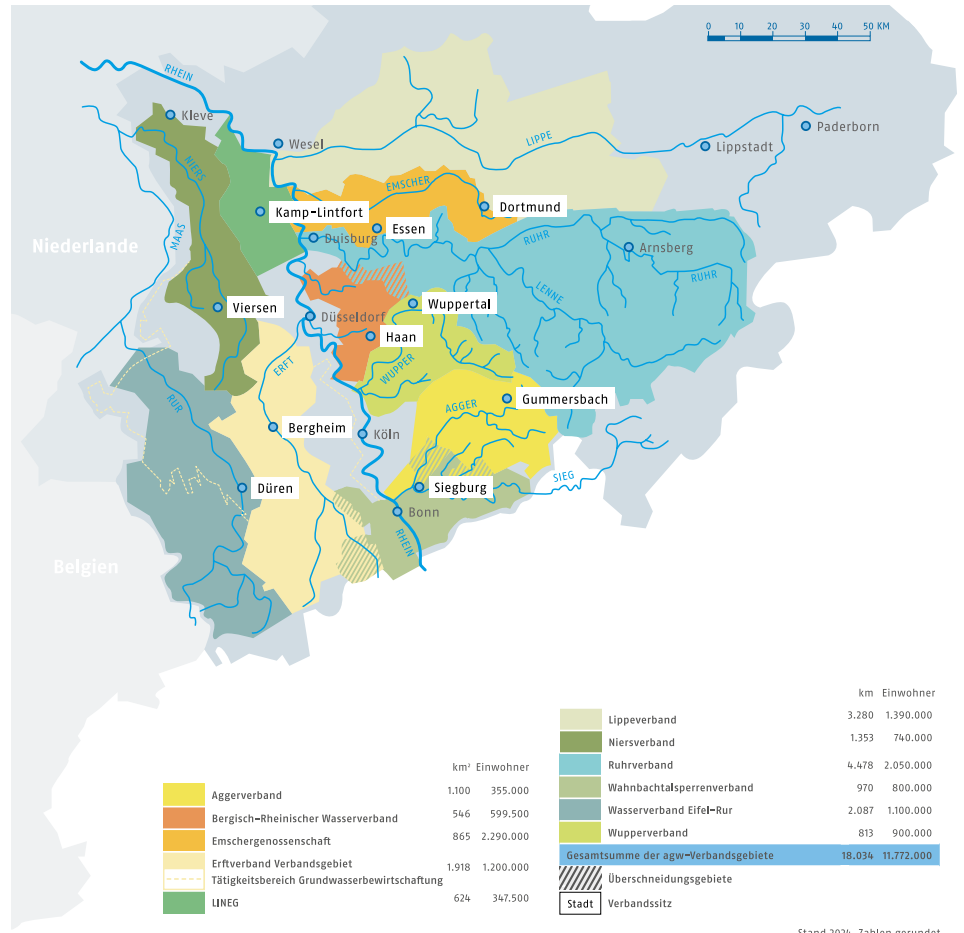 0 10 20 30 40 50 KM
RHEIN
Kleve
Wesel
LIPPE
Lippstadt
Paderborn
NIERS
EMSCHER
Kamp-Lintfort
Dortmund
Essen
MAAS
Niederlande
Duisburg
RUHR
Arnsberg
RUHR
LENNE
Viersen
Düsseldorf
Wuppertal
Haan
ERFT
WUPPER
RUR
AGGER
Gummersbach
Bergheim
Köln
Düren
Siegburg
SIEG
Bonn
RHEIN
Belgien
km² Einwohner
Aggerverband 1.100 355.000
Bergisch-Rheinischer Wasserverband 546 599.500
Emschergenossenschaft 865 2.290.000
Erftverband Verbandsgebiet 1.918 1.200.000
Tätigkeitsbereich Grundwasserbewirtschaftung
LINEG 624 347.500
km Einwohner
Lippeverband 3.280 1.390.000
Niersverband 1.353 740.000
Ruhrverband 4.478 2.050.000
Wahnbachtalsperrenverband 970 800.000
Wasserverband Eifel-Rur 2.087 1.100.000
Wupperverband 813 900.000
Gesamtsumme der agw-Verbandsgebiete 18.034 11.772.000
Überschneidungsgebiete
Stadt Verbandssitz
Stand 2024, Zahlen gerundet